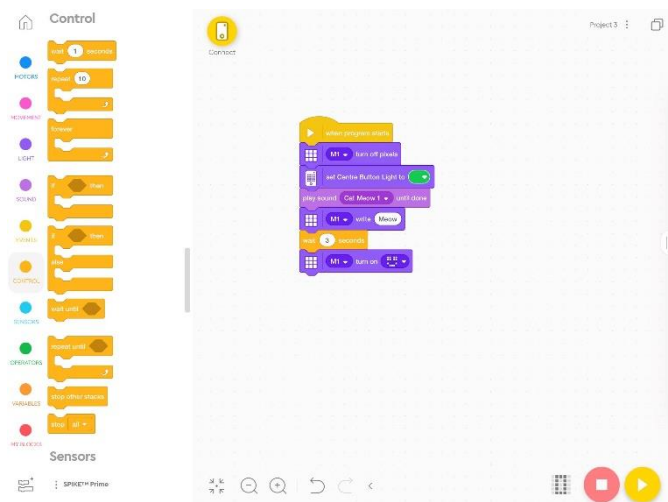 Control
Project 3
Connect
MOTORS
MOVEMENT
LIGHT
SOUND
EVENTS
CONTROL
SENSORS
OPERATORS
VARIABLES
MY BLOCKS
SPIKE™ Prime
wait 1 seconds
repeat 10
forever
if then
if then
else
wait until
repeat until
stop other stacks
stop all
Sensors
when program starts
M1 turn off pixels
set Centre Button Light to
play sound Cat Meow 1 until done
M1 write Meow
wait 3 seconds
M1 turn on